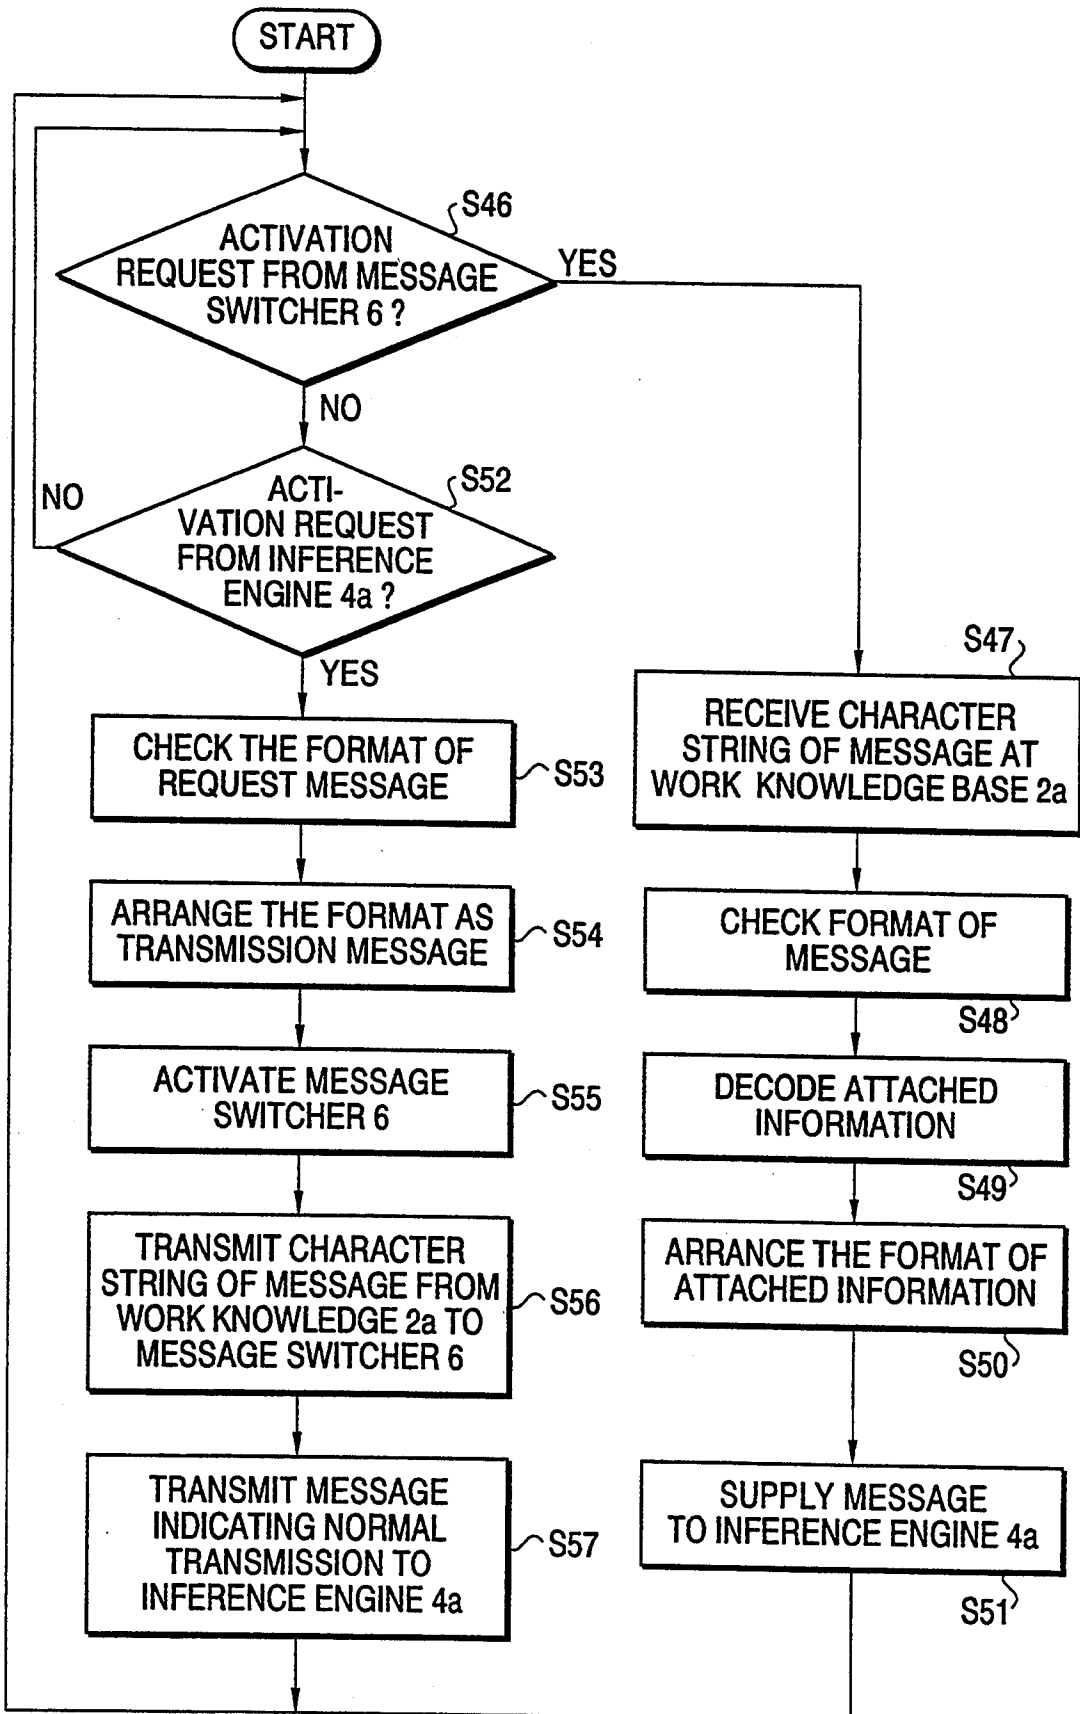 START
S46
ACTIVATION
REQUEST FROM MESSAGE
SWITCHER 6 ?
YES
NO
S52
NO
ACTI-
VATION REQUEST
FROM INFERENCE
ENGINE 4a ?
YES
CHECK THE FORMAT OF
REQUEST MESSAGE
S53
ARRANGE THE FORMAT AS
TRANSMISSION MESSAGE
S54
ACTIVATE MESSAGE
SWITCHER 6
S55
TRANSMIT CHARACTER
STRING OF MESSAGE FROM
WORK KNOWLEDGE 2a TO
MESSAGE SWITCHER 6
S56
TRANSMIT MESSAGE
INDICATING NORMAL
TRANSMISSION TO
INFERENCE ENGINE 4a
S57
S47
RECEIVE CHARACTER
STRING OF MESSAGE AT
WORK KNOWLEDGE BASE 2a
CHECK FORMAT OF
MESSAGE
S48
DECODE ATTACHED
INFORMATION
S49
ARRANCE THE FORMAT OF
ATTACHED INFORMATION
S50
SUPPLY MESSAGE
TO INFERENCE ENGINE 4a
S51